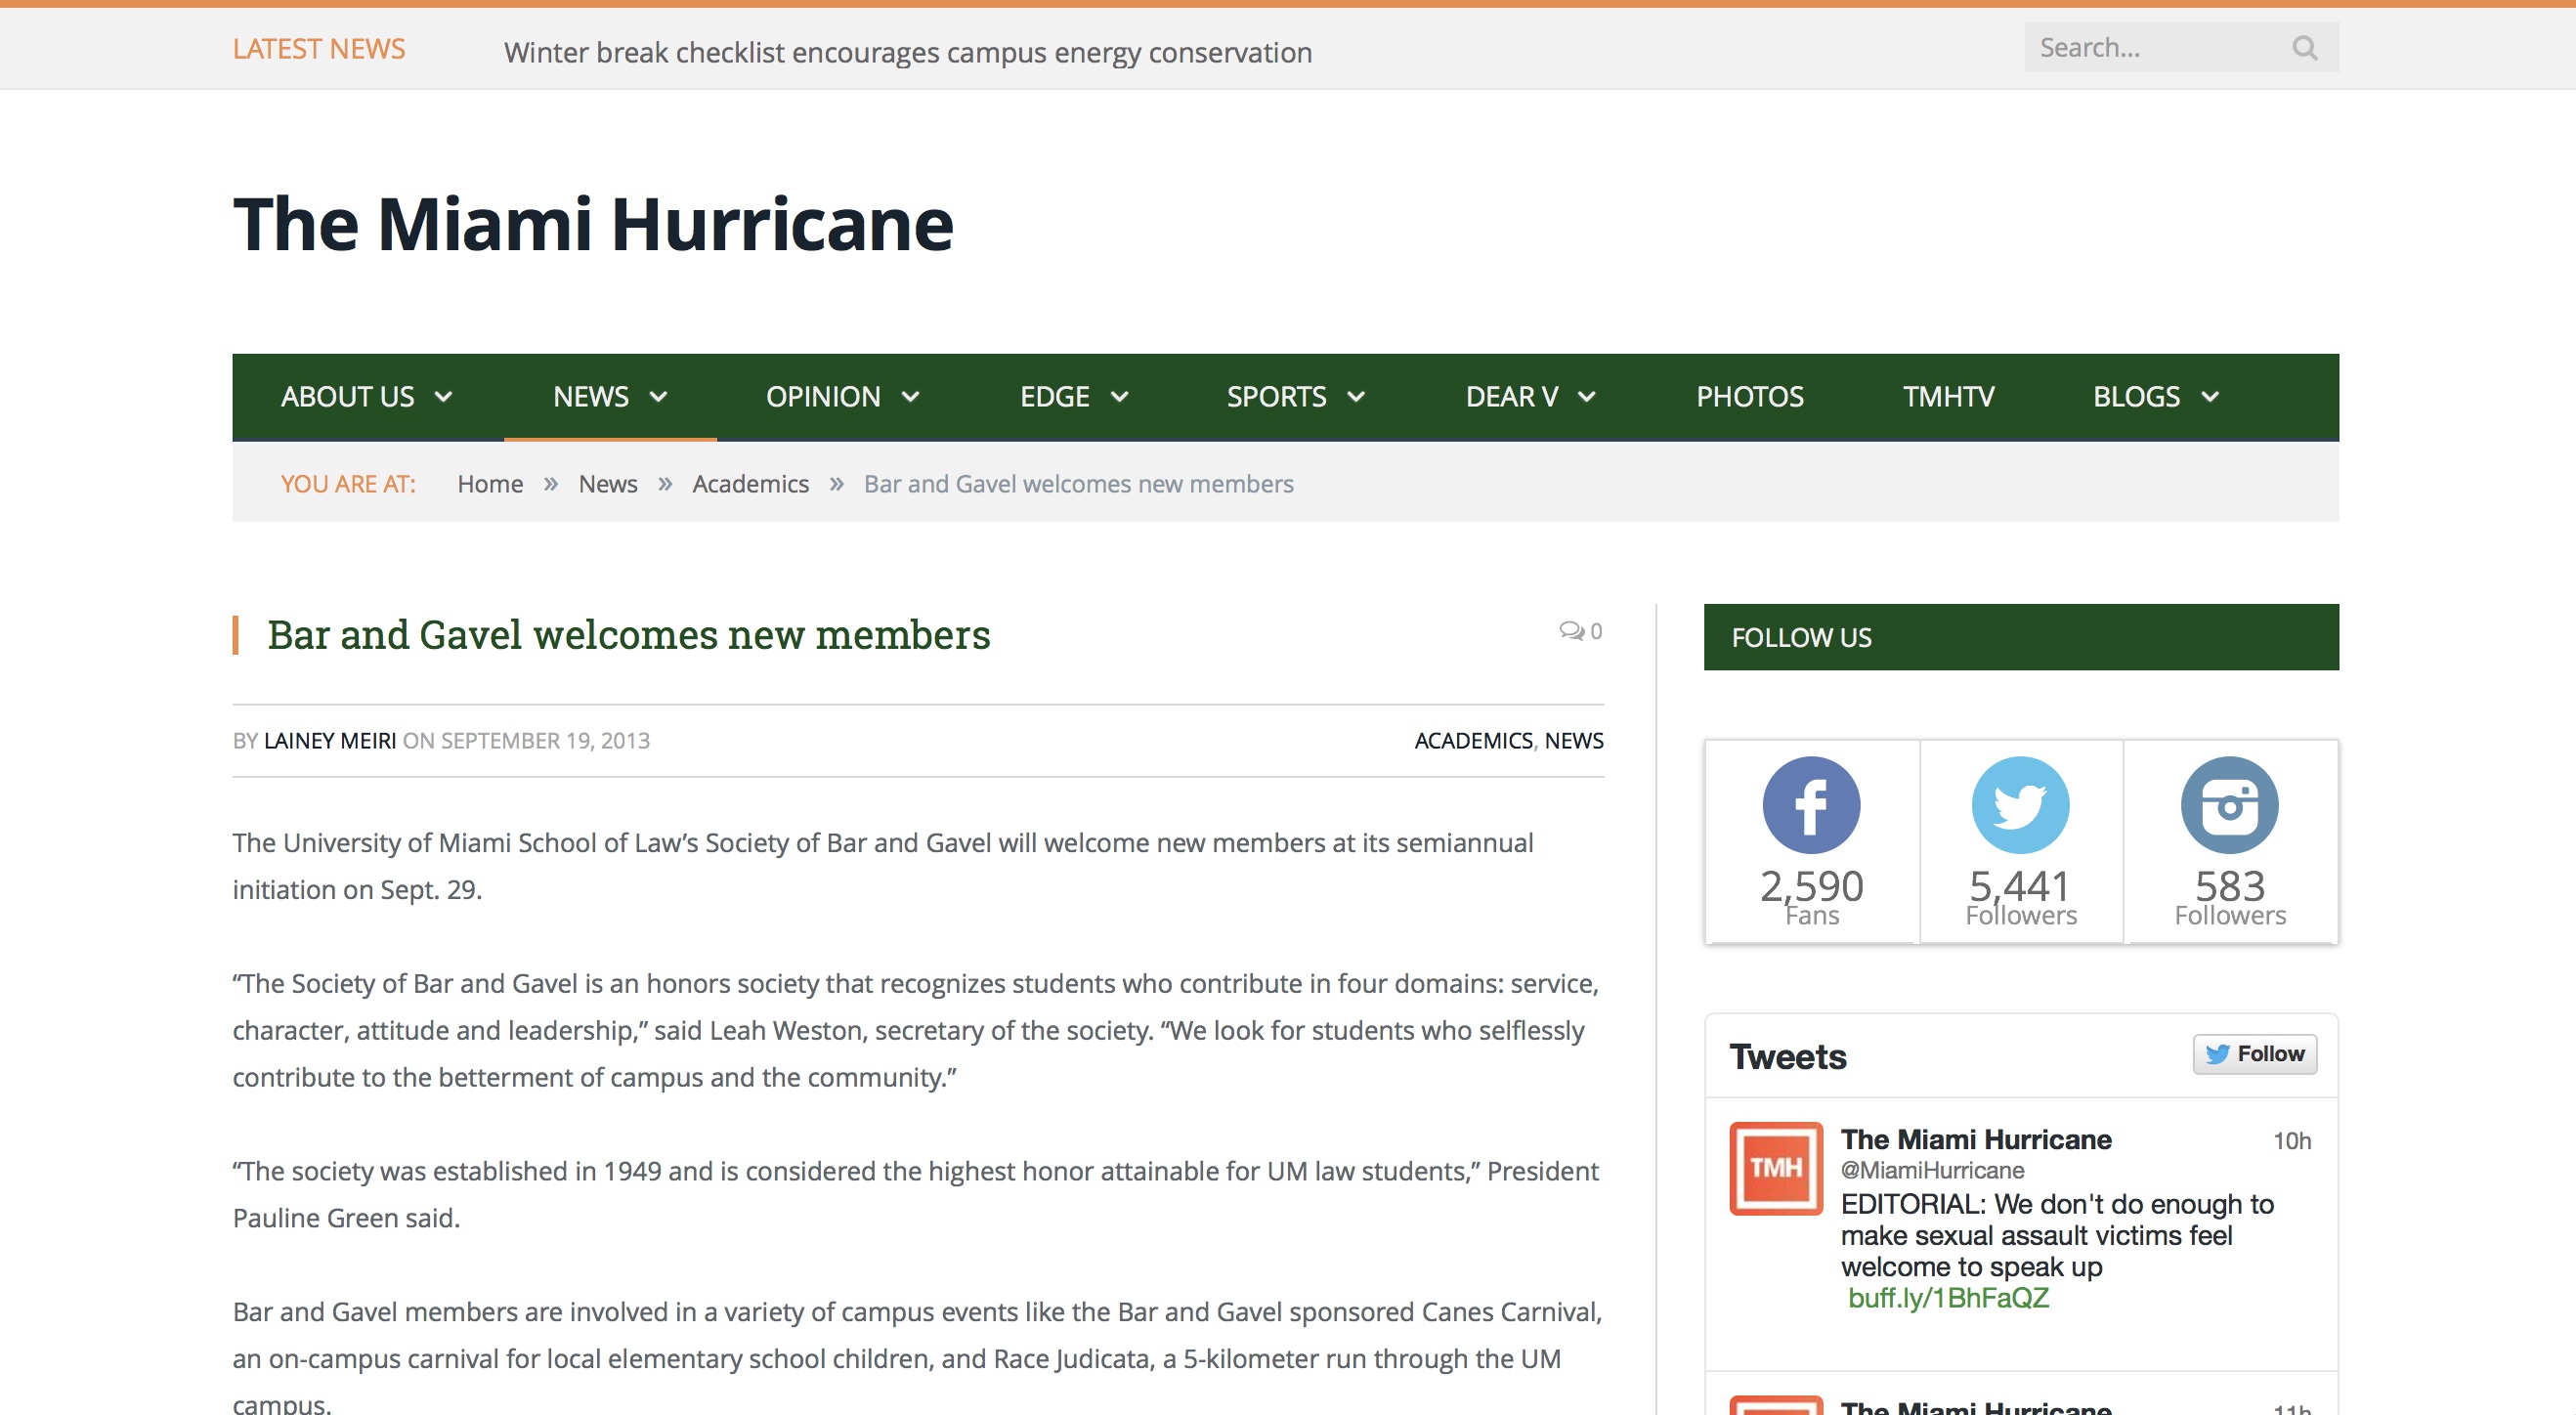 LATEST NEWS
Winter break checklist encourages campus energy conservation
Search...
The Miami Hurricane
ABOUT US NEWS OPINION EDGE SPORTS DEAR V PHOTOS TMHTV BLOGS
YOU ARE AT: Home » News » Academics » Bar and Gavel welcomes new members
Bar and Gavel welcomes new members
0
BY LAINEY MEIRI ON SEPTEMBER 19, 2013
ACADEMICS, NEWS
The University of Miami School of Law’s Society of Bar and Gavel will welcome new members at its semiannual
initiation on Sept. 29.
“The Society of Bar and Gavel is an honors society that recognizes students who contribute in four domains: service,
character, attitude and leadership,” said Leah Weston, secretary of the society. “We look for students who selflessly
contribute to the betterment of campus and the community.”
“The society was established in 1949 and is considered the highest honor attainable for UM law students,” President
Pauline Green said.
Bar and Gavel members are involved in a variety of campus events like the Bar and Gavel sponsored Canes Carnival,
an on-campus carnival for local elementary school children, and Race Judicata, a 5-kilometer run through the UM
campus.
FOLLOW US
2,590
Fans
5,441
Followers
583
Followers
Tweets
Follow
TMH
The Miami Hurricane 10h
@MiamiHurricane
EDITORIAL: We don't do enough to
make sexual assault victims feel
welcome to speak up
buff.ly/1BhFaQZ
The Miami Hurricane 11h